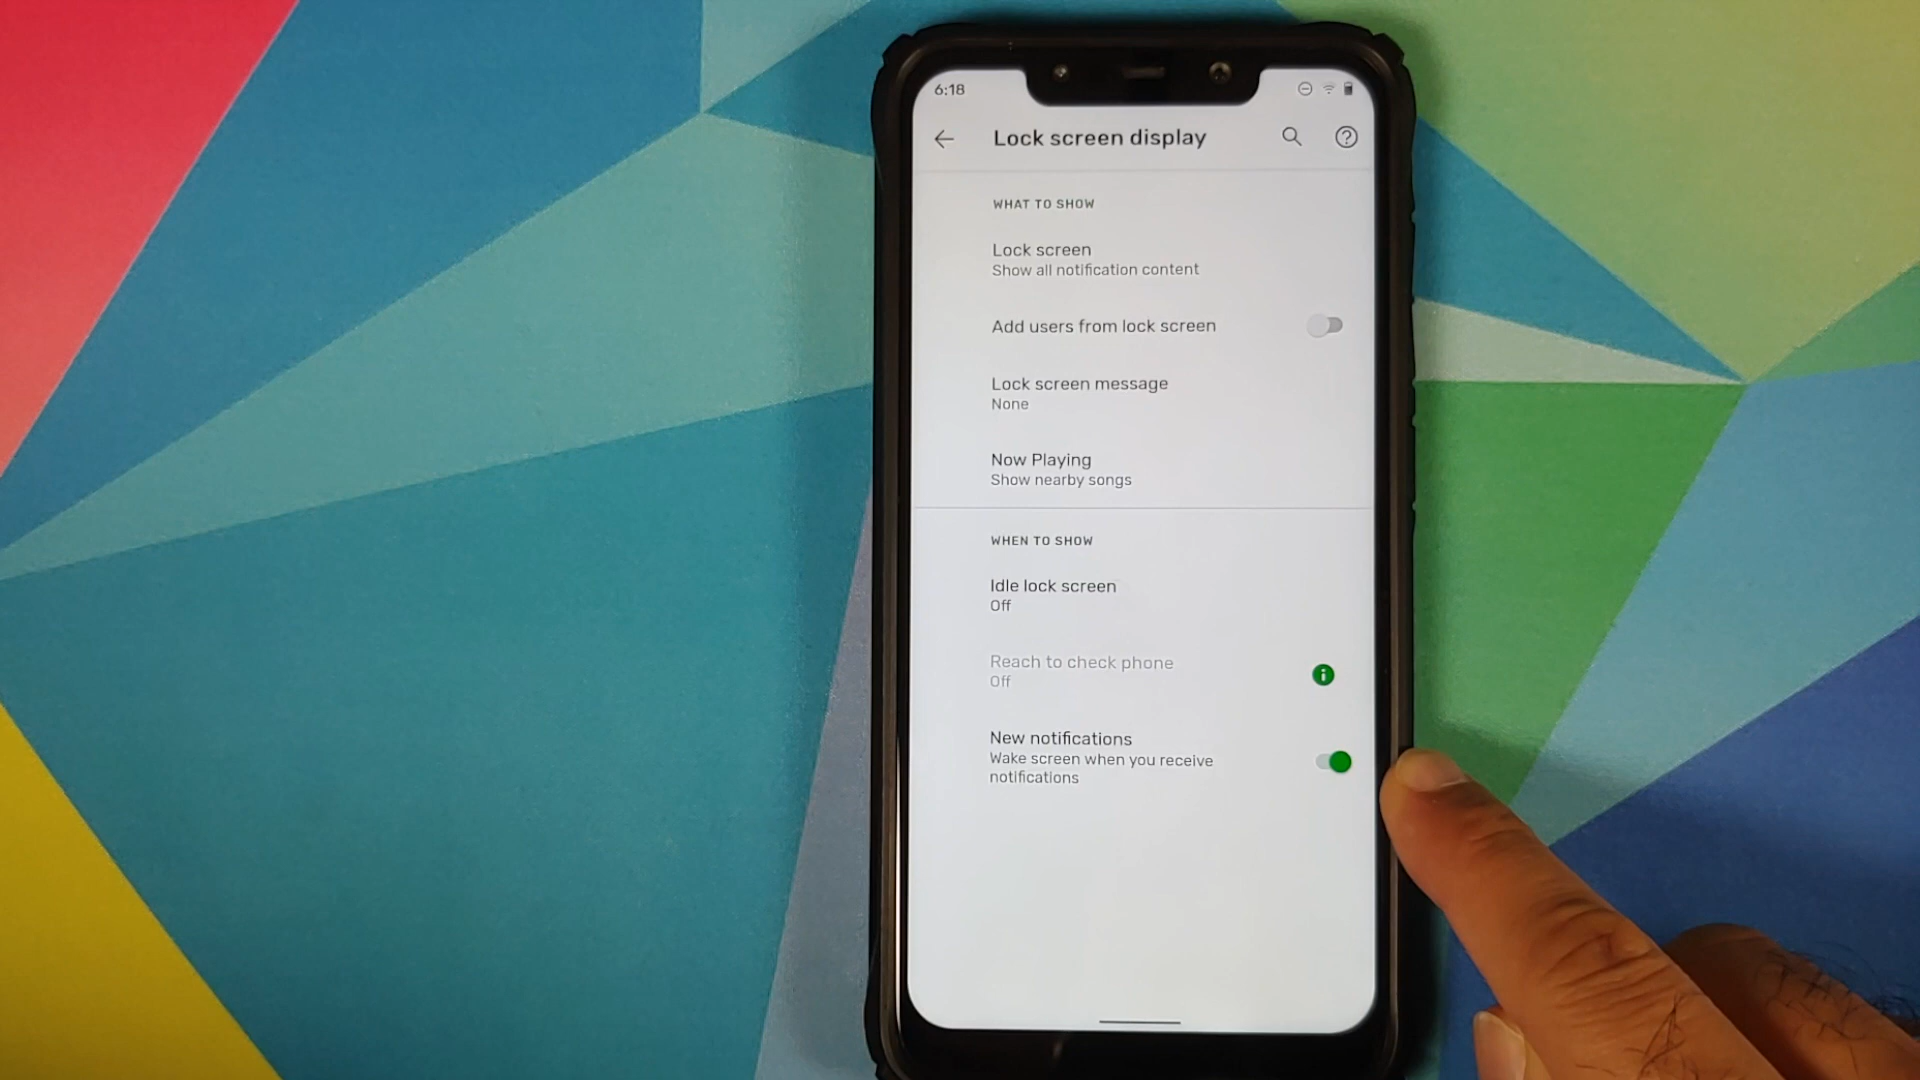 6:18
Lock screen display
WHAT TO SHOW
Lock screen
Show all notification content
Add users from lock screen
Lock screen message
None
Now Playing
Show nearby songs
WHEN TO SHOW
Idle lock screen
Off
Reach to check phone
Off
New notifications
Wake screen when you receive
notifications